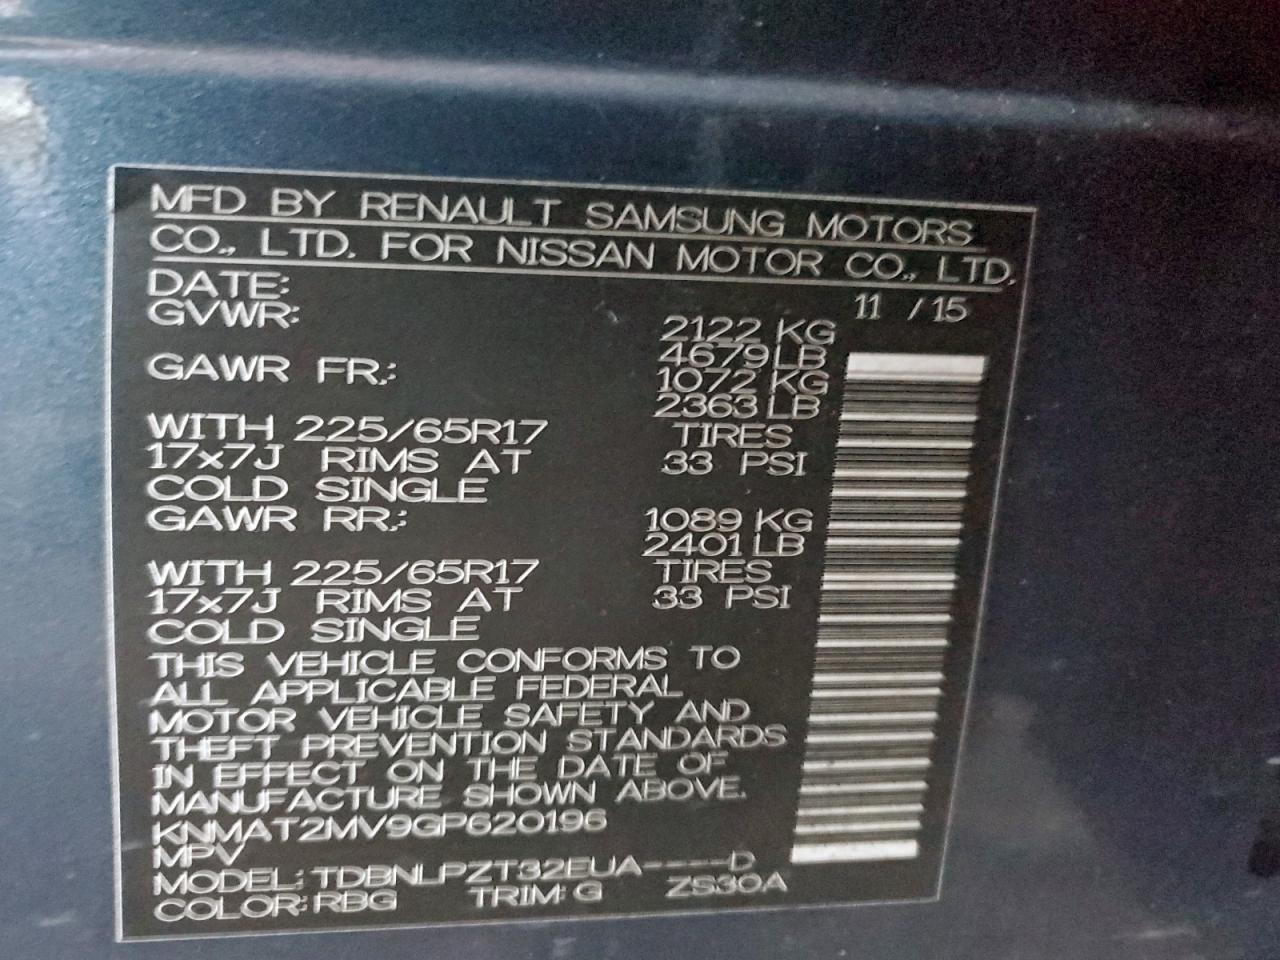 MFD BY RENAULT SAMSUNG MOTORS
CO., LTD. FOR NISSAN MOTOR CO., LTD.
DATE: 11 / 15
GVWR: 2122 KG
4679 LB
GAWR FR.: 1072 KG
2363 LB
WITH 225/65R17 TIRES
17x7J RIMS AT 33 PSI
COLD SINGLE
GAWR RR.: 1089 KG
2401 LB
WITH 225/65R17 TIRES
17x7J RIMS AT 33 PSI
COLD SINGLE
THIS VEHICLE CONFORMS TO
ALL APPLICABLE FEDERAL
MOTOR VEHICLE SAFETY AND
THEFT PREVENTION STANDARDS
IN EFFECT ON THE DATE OF
MANUFACTURE SHOWN ABOVE.
KNMAT2MV9GP620196
MPV
MODEL: TDBNLPZT32EUA----D
COLOR: RBG TRIM: G ZS30A